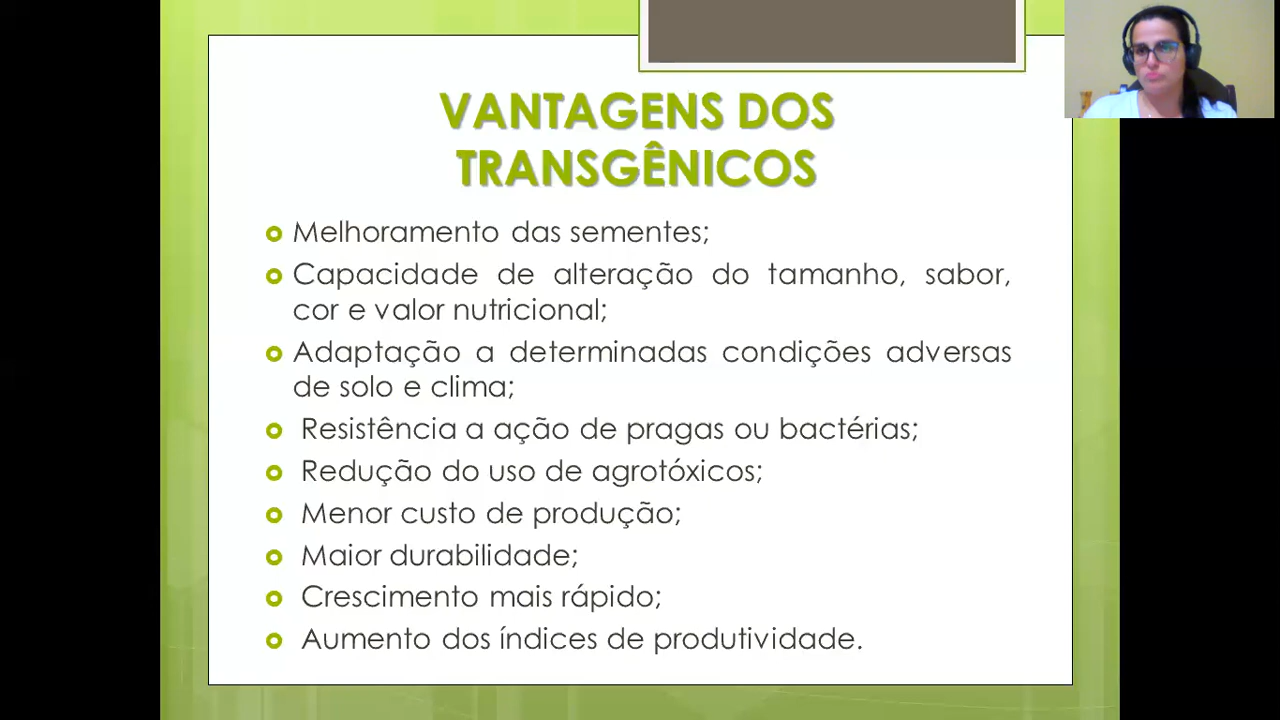 VANTAGENS DOS
TRANSGÊNICOS
Melhoramento das sementes;
Capacidade de alteração do tamanho, sabor,
cor e valor nutricional;
Adaptação a determinadas condições adversas
de solo e clima;
Resistência a ação de pragas ou bactérias;
Redução do uso de agrotóxicos;
Menor custo de produção;
Maior durabilidade;
Crescimento mais rápido;
Aumento dos índices de produtividade.